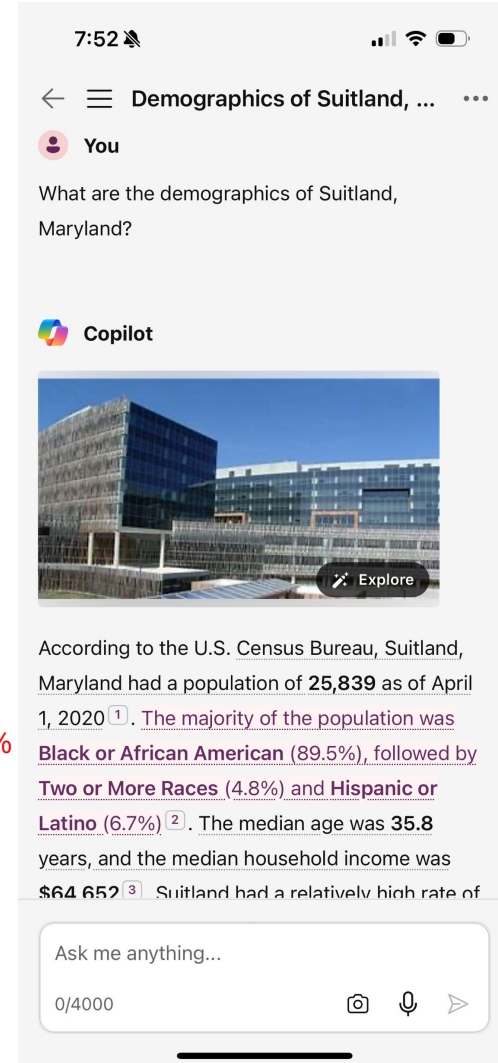 7:52
Demographics of Suitland, ...
You
What are the demographics of Suitland,
Maryland?
Copilot
Explore
According to the U.S. Census Bureau, Suitland,
Maryland had a population of 25,839 as of April
1, 2020 1 . The majority of the population was
%
Black or African American (89.5%), followed by
Two or More Races (4.8%) and Hispanic or
Latino (6.7%) 2 . The median age was 35.8
years, and the median household income was
$64,652 3 . Suitland had a relatively high rate of
Ask me anything...
0/4000